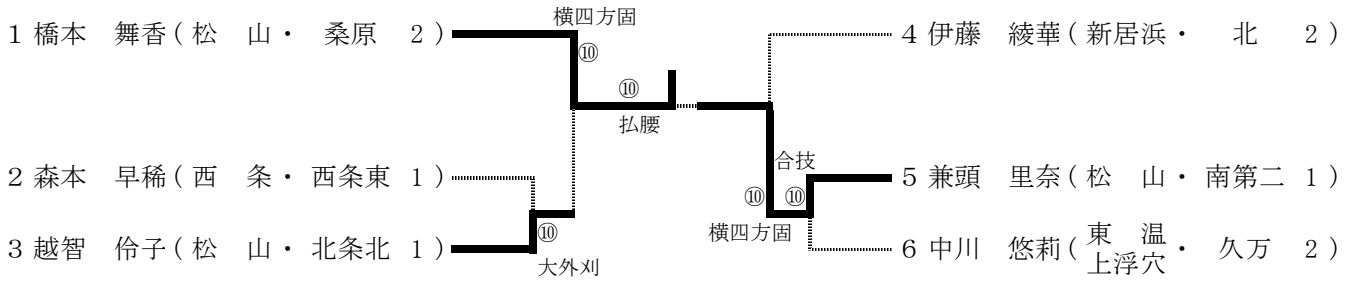 横四方固
1 橋本 舞香 ( 松 山 ・ 桑原 2 )
⑩
⑩
払腰
2 森本 早稀 ( 西 条 ・ 西条東 1 )
3 越智 伶子 ( 松 山 ・ 北条北 1 )
⑩
大外刈
4 伊藤 綾華 ( 新居浜 ・ 北 2 )
合技
5 兼頭 里奈 ( 松 山 ・ 南第二 1 )
⑩ ⑩
横四方固
6 中川 悠莉 ( 東 温 上浮穴 ・ 久万 2 )